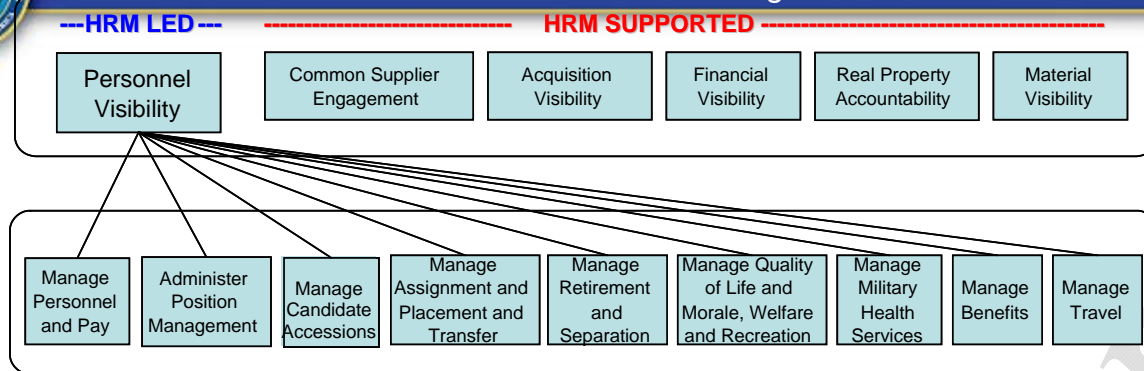 ---HRM LED---
------------------------------- HRM SUPPORTED -------------------------------------------
Personnel
Visibility
Common Supplier
Engagement
Acquisition
Visibility
Financial
Visibility
Real Property
Accountability
Material
Visibility
Manage
Personnel
and Pay
Administer
Position
Management
Manage
Candidate
Accessions
Manage
Assignment and
Placement and
Transfer
Manage
Retirement
and
Separation
Manage Quality
of Life and
Morale, Welfare
and Recreation
Manage
Military
Health
Services
Manage
Benefits
Manage
Travel